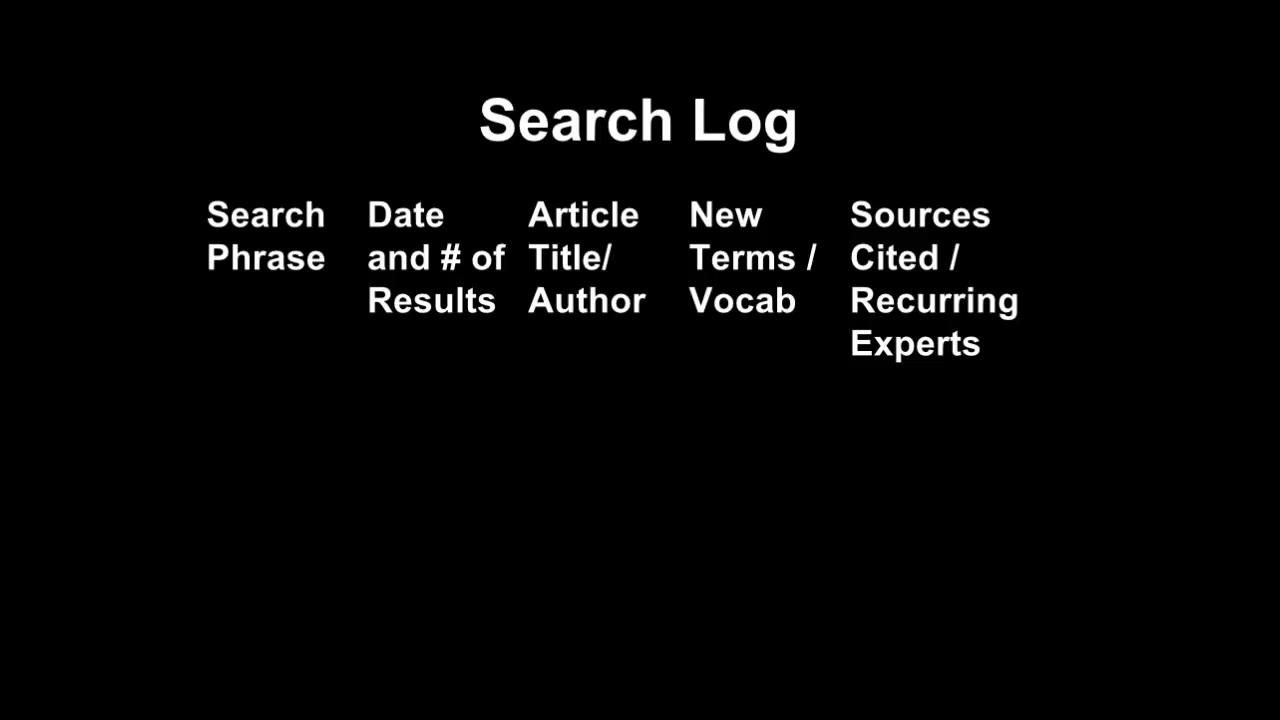 Search Log
Search
Phrase
Date
and # of
Results
Article
Title/
Author
New
Terms /
Vocab
Sources
Cited /
Recurring
Experts